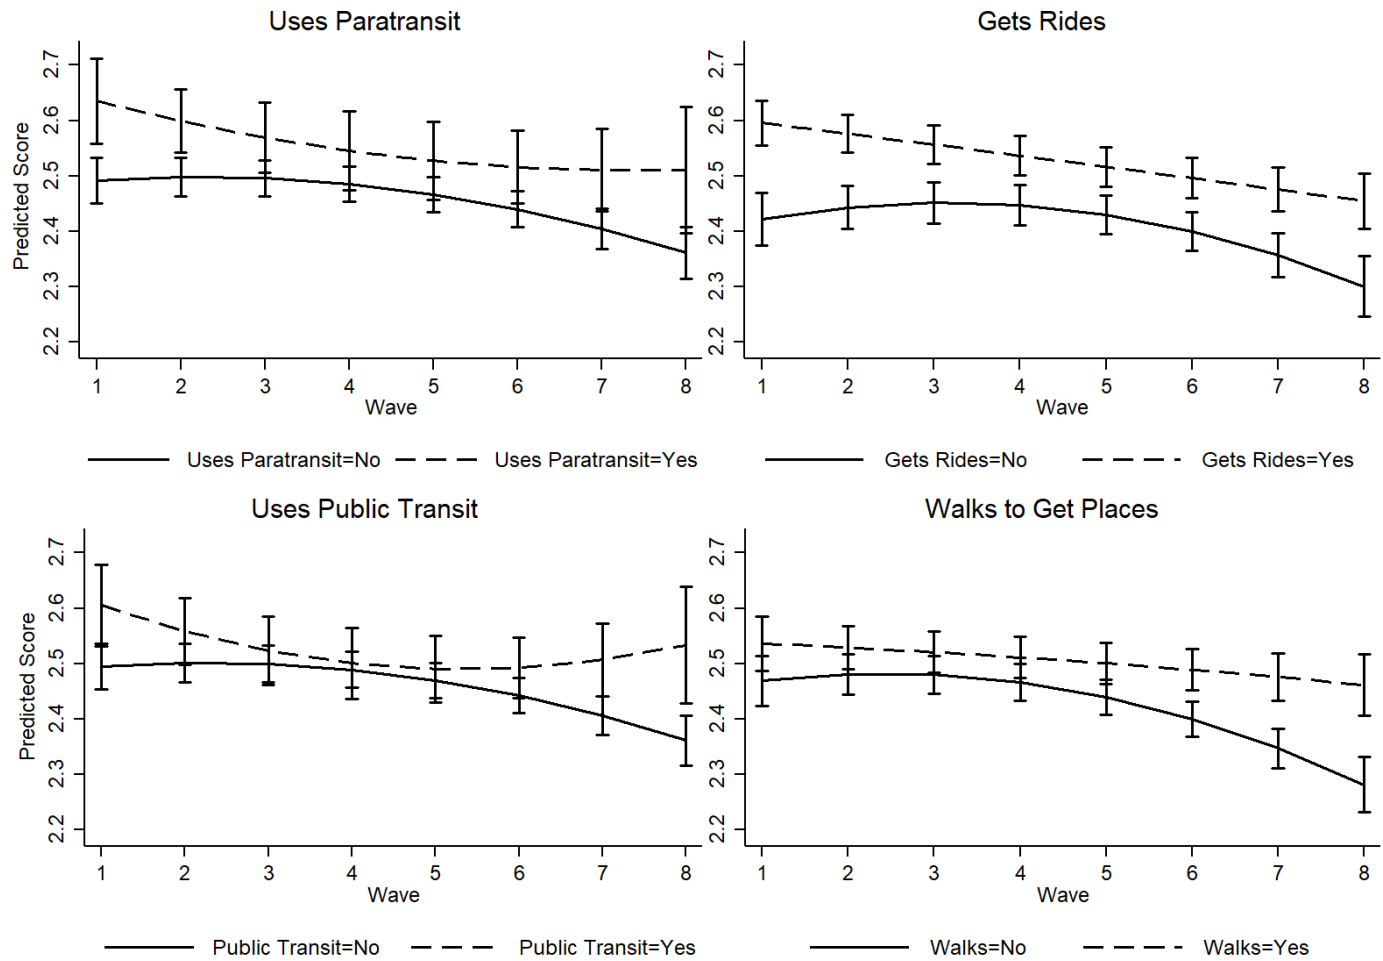 Uses Paratransit
Predicted Score
2.7
2.6
2.5
2.4
2.3
2.2
1 2 3 4 5 6 7 8
Wave
Uses Paratransit=No Uses Paratransit=Yes
Gets Rides
2.7
2.6
2.5
2.4
2.3
2.2
1 2 3 4 5 6 7 8
Wave
Gets Rides=No Gets Rides=Yes
Uses Public Transit
Predicted Score
2.7
2.6
2.5
2.4
2.3
2.2
1 2 3 4 5 6 7 8
Wave
Public Transit=No Public Transit=Yes
Walks to Get Places
2.7
2.6
2.5
2.4
2.3
2.2
1 2 3 4 5 6 7 8
Wave
Walks=No Walks=Yes